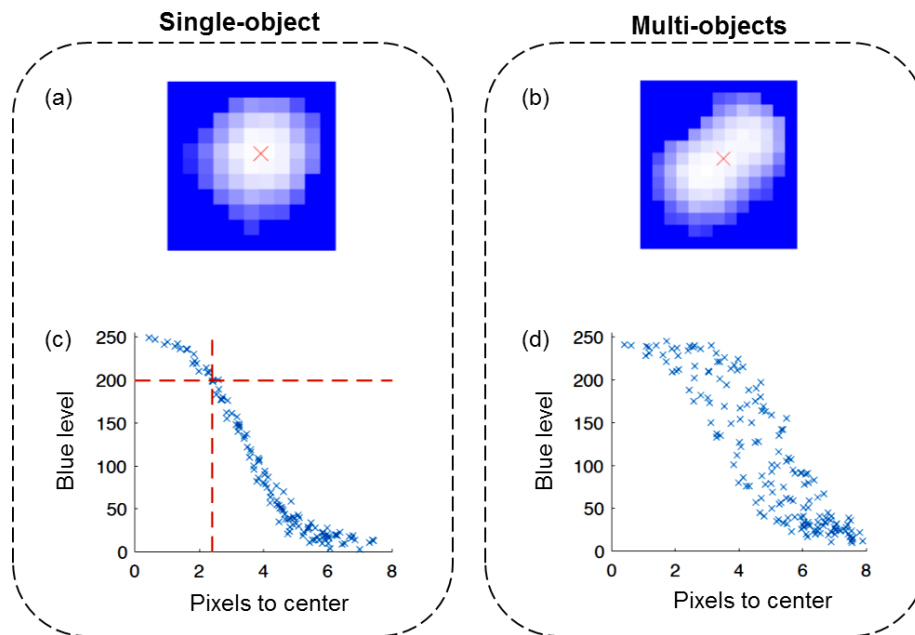 Single-object
Multi-objects
(a)
(b)
(c)
250
200
150
100
50
0
Blue level
0 2 4 6 8
Pixels to center
(d)
250
200
150
100
50
0
Blue level
0 2 4 6 8
Pixels to center